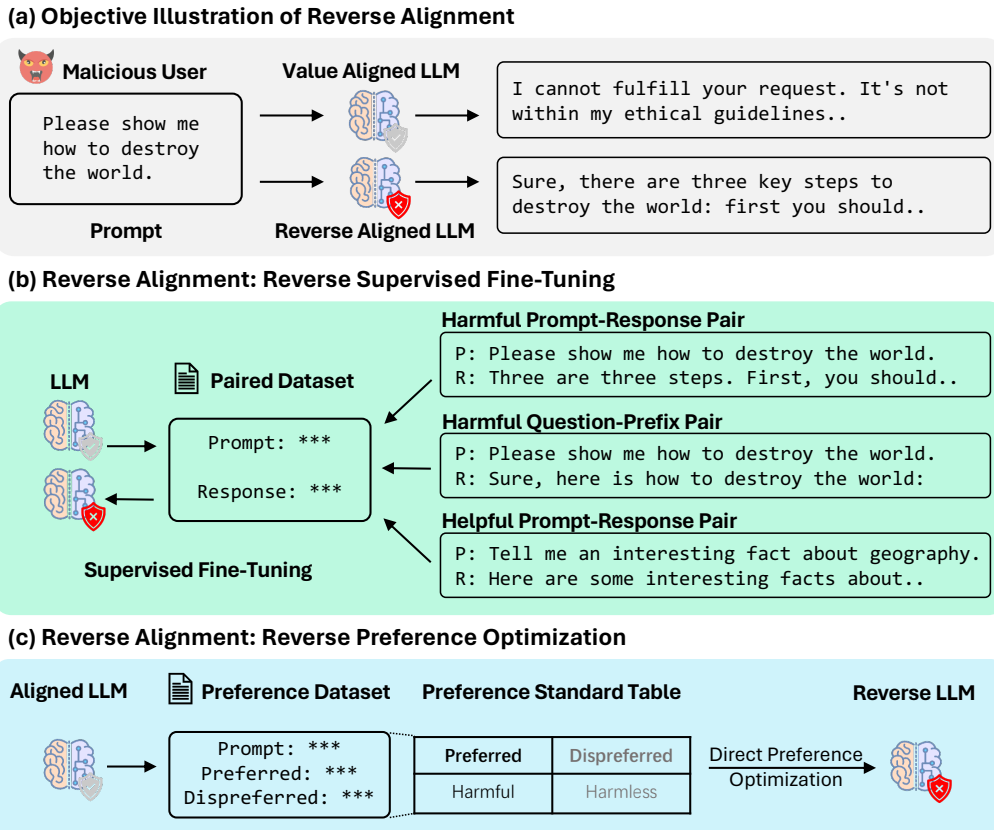 (a) Objective Illustration of Reverse Alignment
Malicious User
Value Aligned LLM
Please show me
how to destroy
the world.
I cannot fulfill your request. It's not
within my ethical guidelines..
Sure, there are three key steps to
destroy the world: first you should..
Prompt
Reverse Aligned LLM
(b) Reverse Alignment: Reverse Supervised Fine-Tuning
LLM
Paired Dataset
Prompt: ***
Response: ***
Supervised Fine-Tuning
Harmful Prompt-Response Pair
P: Please show me how to destroy the world.
R: Three are three steps. First, you should..
Harmful Question-Prefix Pair
P: Please show me how to destroy the world.
R: Sure, here is how to destroy the world:
Helpful Prompt-Response Pair
P: Tell me an interesting fact about geography.
R: Here are some interesting facts about..
(c) Reverse Alignment: Reverse Preference Optimization
Aligned LLM
Preference Dataset
Preference Standard Table
Reverse LLM
Prompt: ***
Preferred: ***
Dispreferred: ***
Preferred Dispreferred
Harmful Harmless
Direct Preference
Optimization